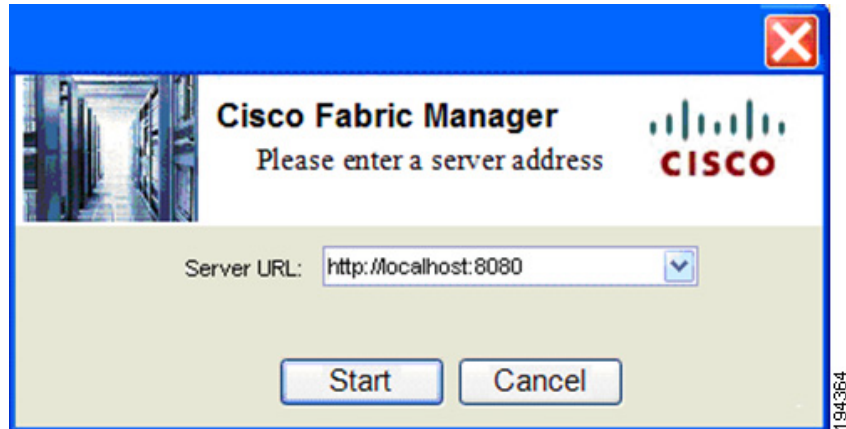 Cisco Fabric Manager
Please enter a server address
CISCO
Server URL: http://localhost:8080
Start Cancel
194364